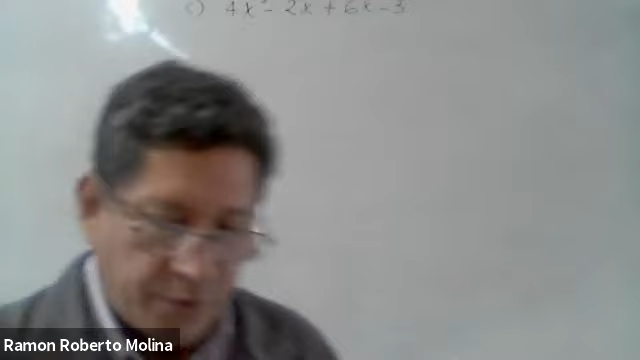 c) 4x² - 2x + 6x - 3
Ramon Roberto Molina